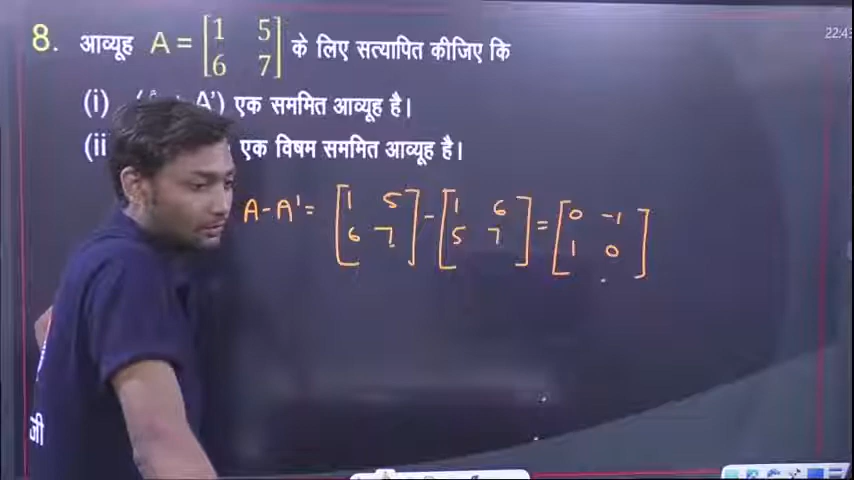 8. आव्यूह A = [1 5 6 7] के लिए सत्यापित कीजिए कि
(i) A') एक सममित आव्यूह है।
(ii एक विषम सममित आव्यूह है।
A-A' = [1 5 6 7] - [1 6 5 7] = [0 -1 1 0]
जी
22:43